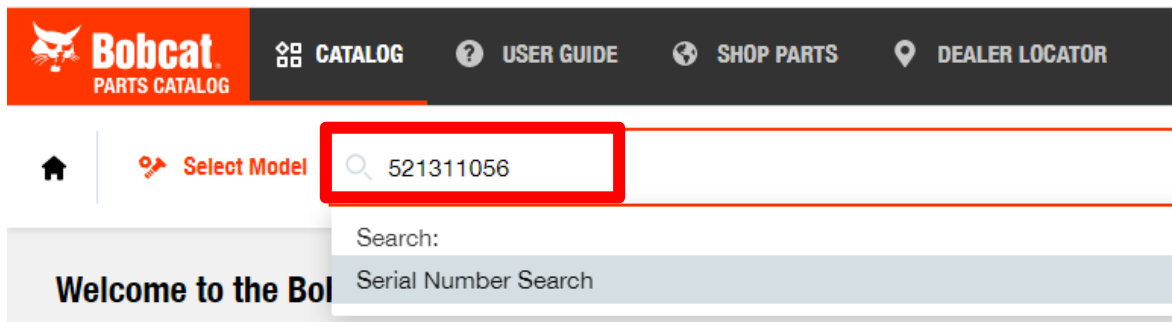 Bobcat.
PARTS CATALOG
CATALOG
? USER GUIDE
SHOP PARTS
DEALER LOCATOR
Select Model
521311056
Search:
Serial Number Search
Welcome to the